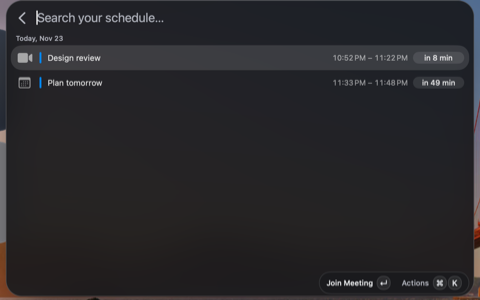 Search your schedule...
Today, Nov 23
Design review 10:52 PM – 11:22 PM in 8 min
Plan tomorrow 11:33 PM – 11:48 PM in 49 min
Join Meeting ↵ Actions ⌘ K